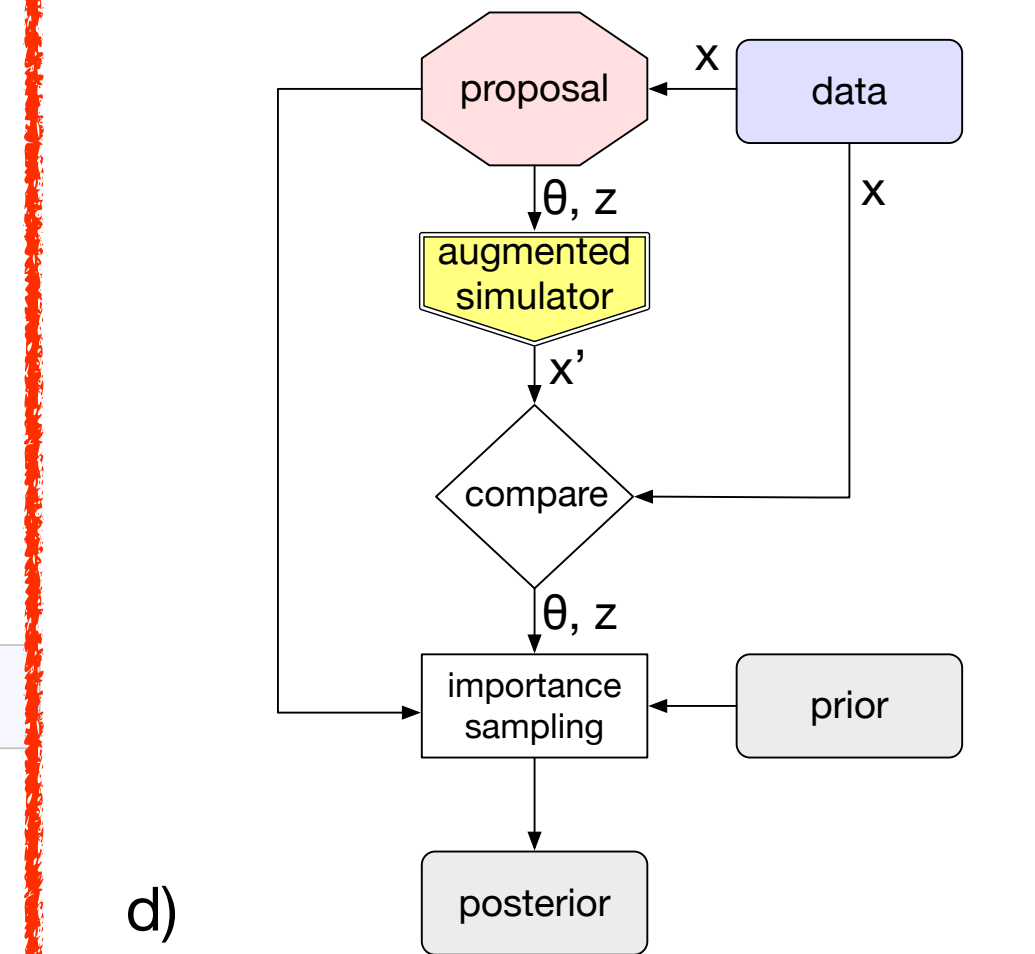 x
proposal
data
x
θ, z
augmented
simulator
x’
compare
θ, z
importance
sampling
prior
posterior
d)